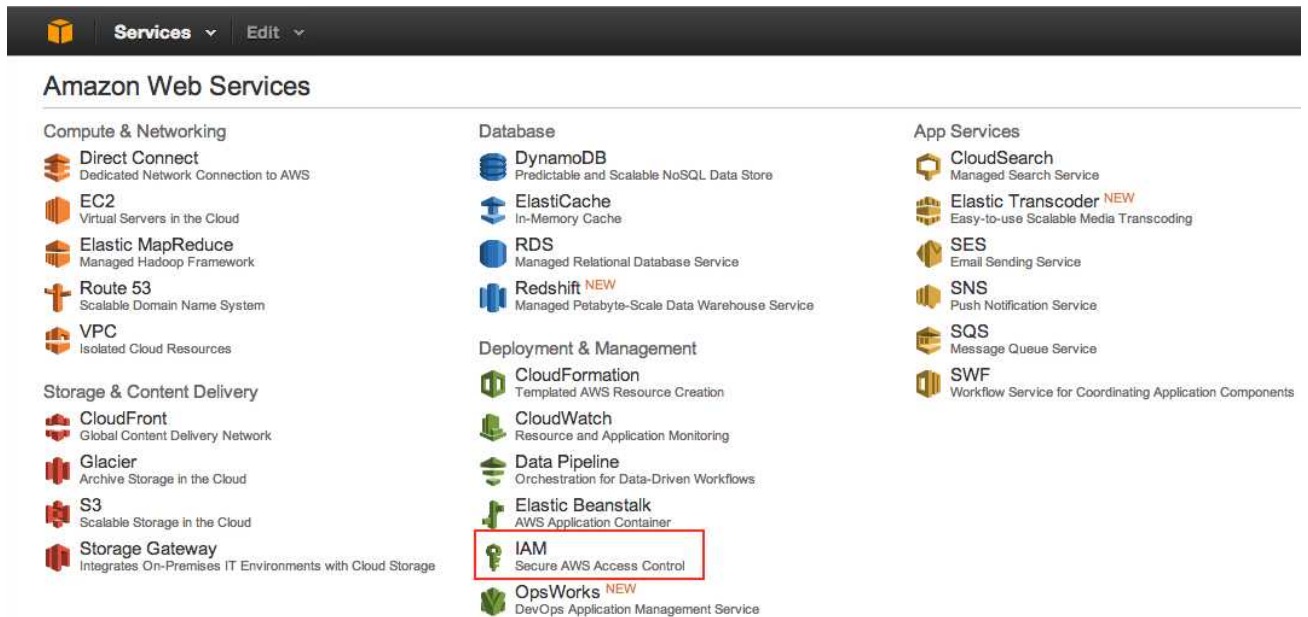 Services Edit
Amazon Web Services
Compute & Networking
Direct Connect
Dedicated Network Connection to AWS
EC2
Virtual Servers in the Cloud
Elastic MapReduce
Managed Hadoop Framework
Route 53
Scalable Domain Name System
VPC
Isolated Cloud Resources
Storage & Content Delivery
CloudFront
Global Content Delivery Network
Glacier
Archive Storage in the Cloud
S3
Scalable Storage in the Cloud
Storage Gateway
Integrates On-Premises IT Environments with Cloud Storage
Database
DynamoDB
Predictable and Scalable NoSQL Data Store
ElastiCache
In-Memory Cache
RDS
Managed Relational Database Service
Redshift NEW
Managed Petabyte-Scale Data Warehouse Service
Deployment & Management
CloudFormation
Templated AWS Resource Creation
CloudWatch
Resource and Application Monitoring
Data Pipeline
Orchestration for Data-Driven Workflows
Elastic Beanstalk
AWS Application Container
IAM
Secure AWS Access Control
OpsWorks NEW
DevOps Application Management Service
App Services
CloudSearch
Managed Search Service
Elastic Transcoder NEW
Easy-to-use Scalable Media Transcoding
SES
Email Sending Service
SNS
Push Notification Service
SQS
Message Queue Service
SWF
Workflow Service for Coordinating Application Components